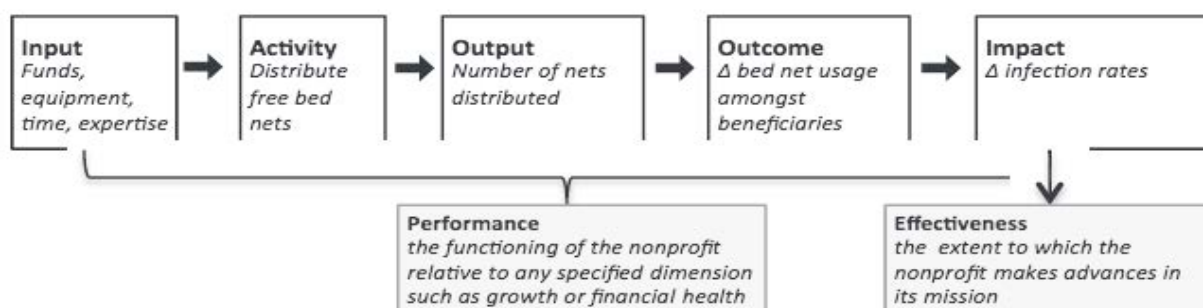 Input
Funds,
equipment,
time, expertise
Activity
Distribute
free bed
nets
Output
Number of nets
distributed
Outcome
Δ bed net usage
amongst
beneficiaries
Impact
Δ infection rates
Performance
the functioning of the nonprofit
relative to any specified dimension
such as growth or financial health
Effectiveness
the extent to which the
nonprofit makes advances in
its mission